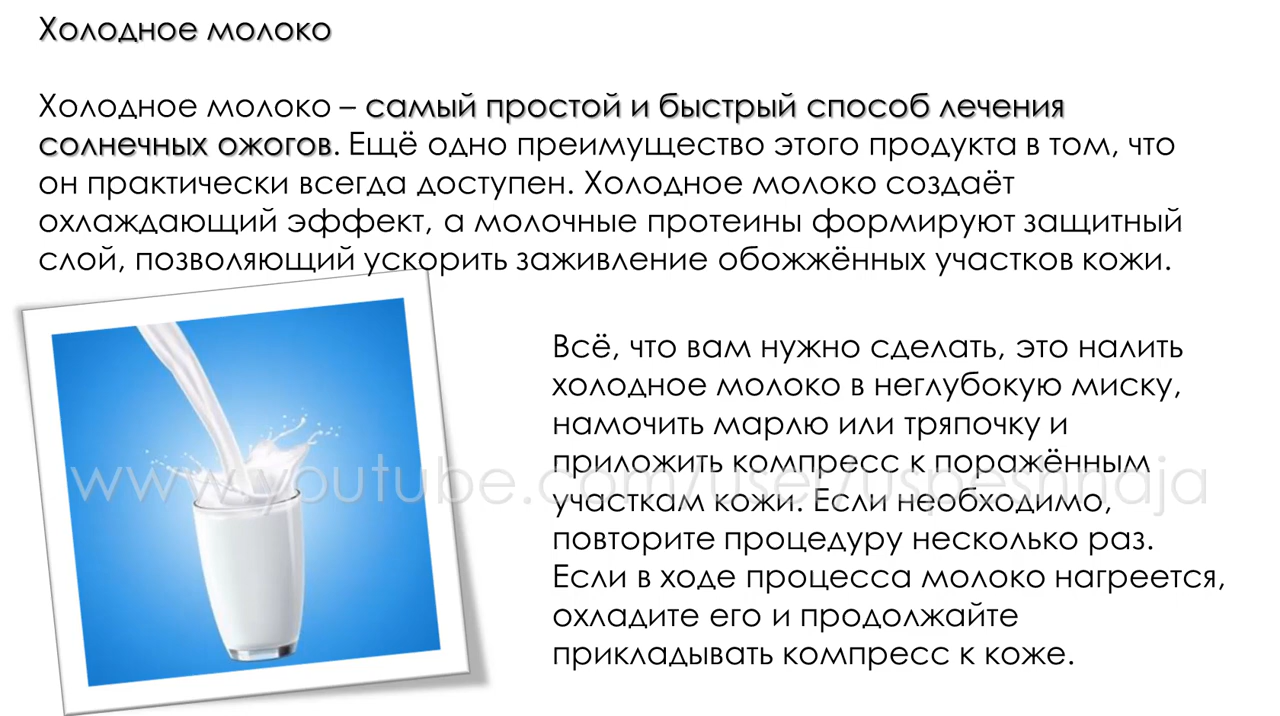 Холодное молоко
Холодное молоко – самый простой и быстрый способ лечения
солнечных ожогов. Ещё одно преимущество этого продукта в том, что
он практически всегда доступен. Холодное молоко создаёт
охлаждающий эффект, а молочные протеины формируют защитный
слой, позволяющий ускорить заживление обожжённых участков кожи.
Всё, что вам нужно сделать, это налить
холодное молоко в неглубокую миску,
намочить марлю или тряпочку и
приложить компресс к поражённым
участкам кожи. Если необходимо,
повторите процедуру несколько раз.
Если в ходе процесса молоко нагреется,
охладите его и продолжайте
прикладывать компресс к коже.
www.youtube.com/user/uspeshnaja